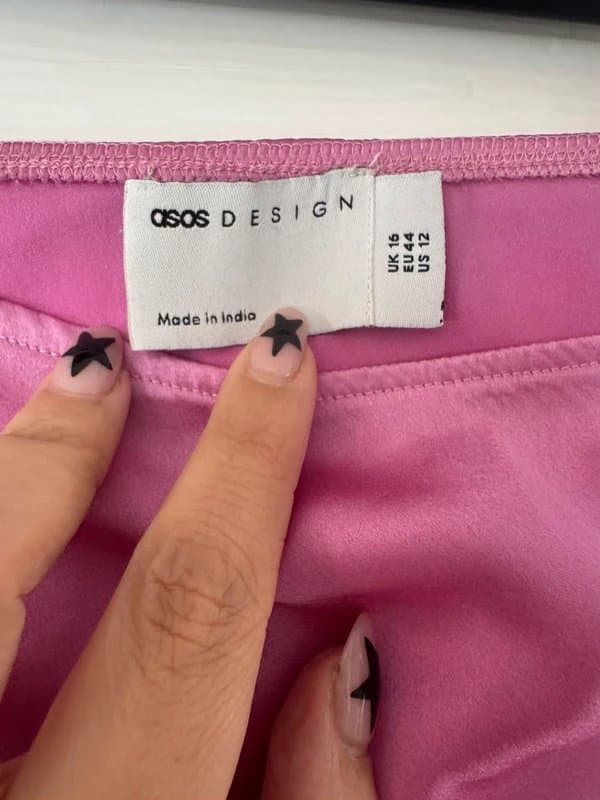 asos DESIGN
Made in India
UK 16
EU 44
US 12